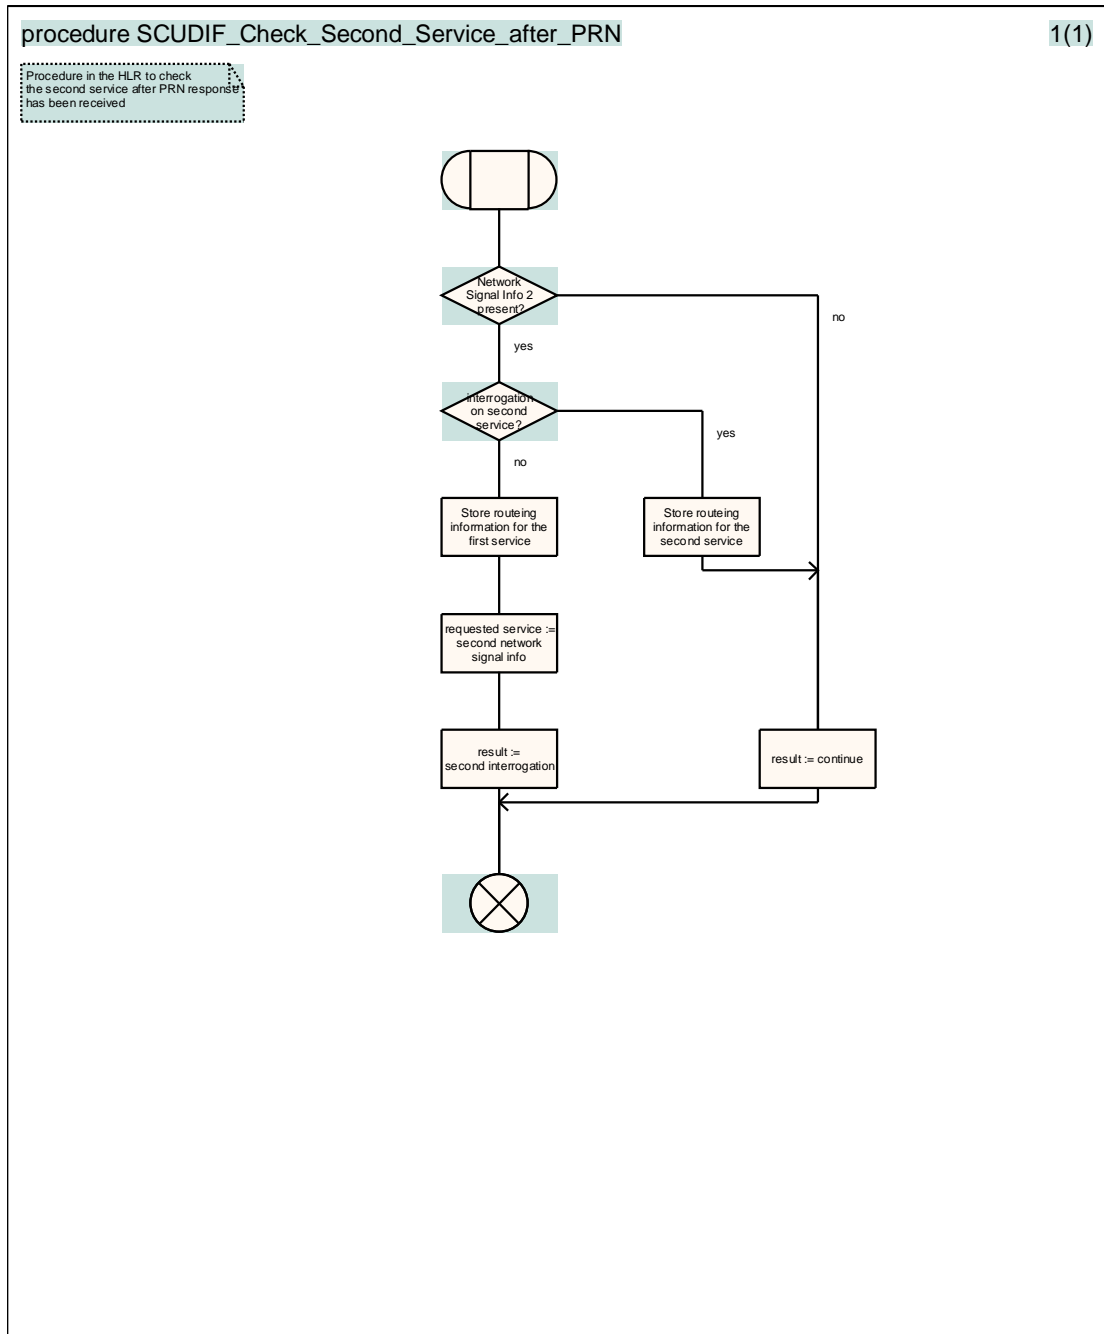 procedure SCUDIF_Check_Second_Service_after_PRN
1(1)
Procedure in the HLR to check
the second service after PRN response
has been received
Network
Signal Info 2
present?
no
yes
interrogation
on second
service?
yes
no
Store routeing
information for the
first service
Store routeing
information for the
second service
requested service :=
second network
signal info
result :=
second interrogation
result := continue